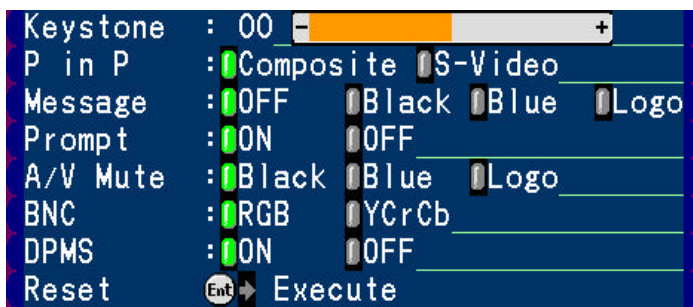 Keystone : 00 - +
P in P : Composite S-Video
Message : OFF Black Blue Logo
Prompt : ON OFF
A/V Mute : Black Blue Logo
BNC : RGB YCrCb
DPMS : ON OFF
Reset Ent Execute